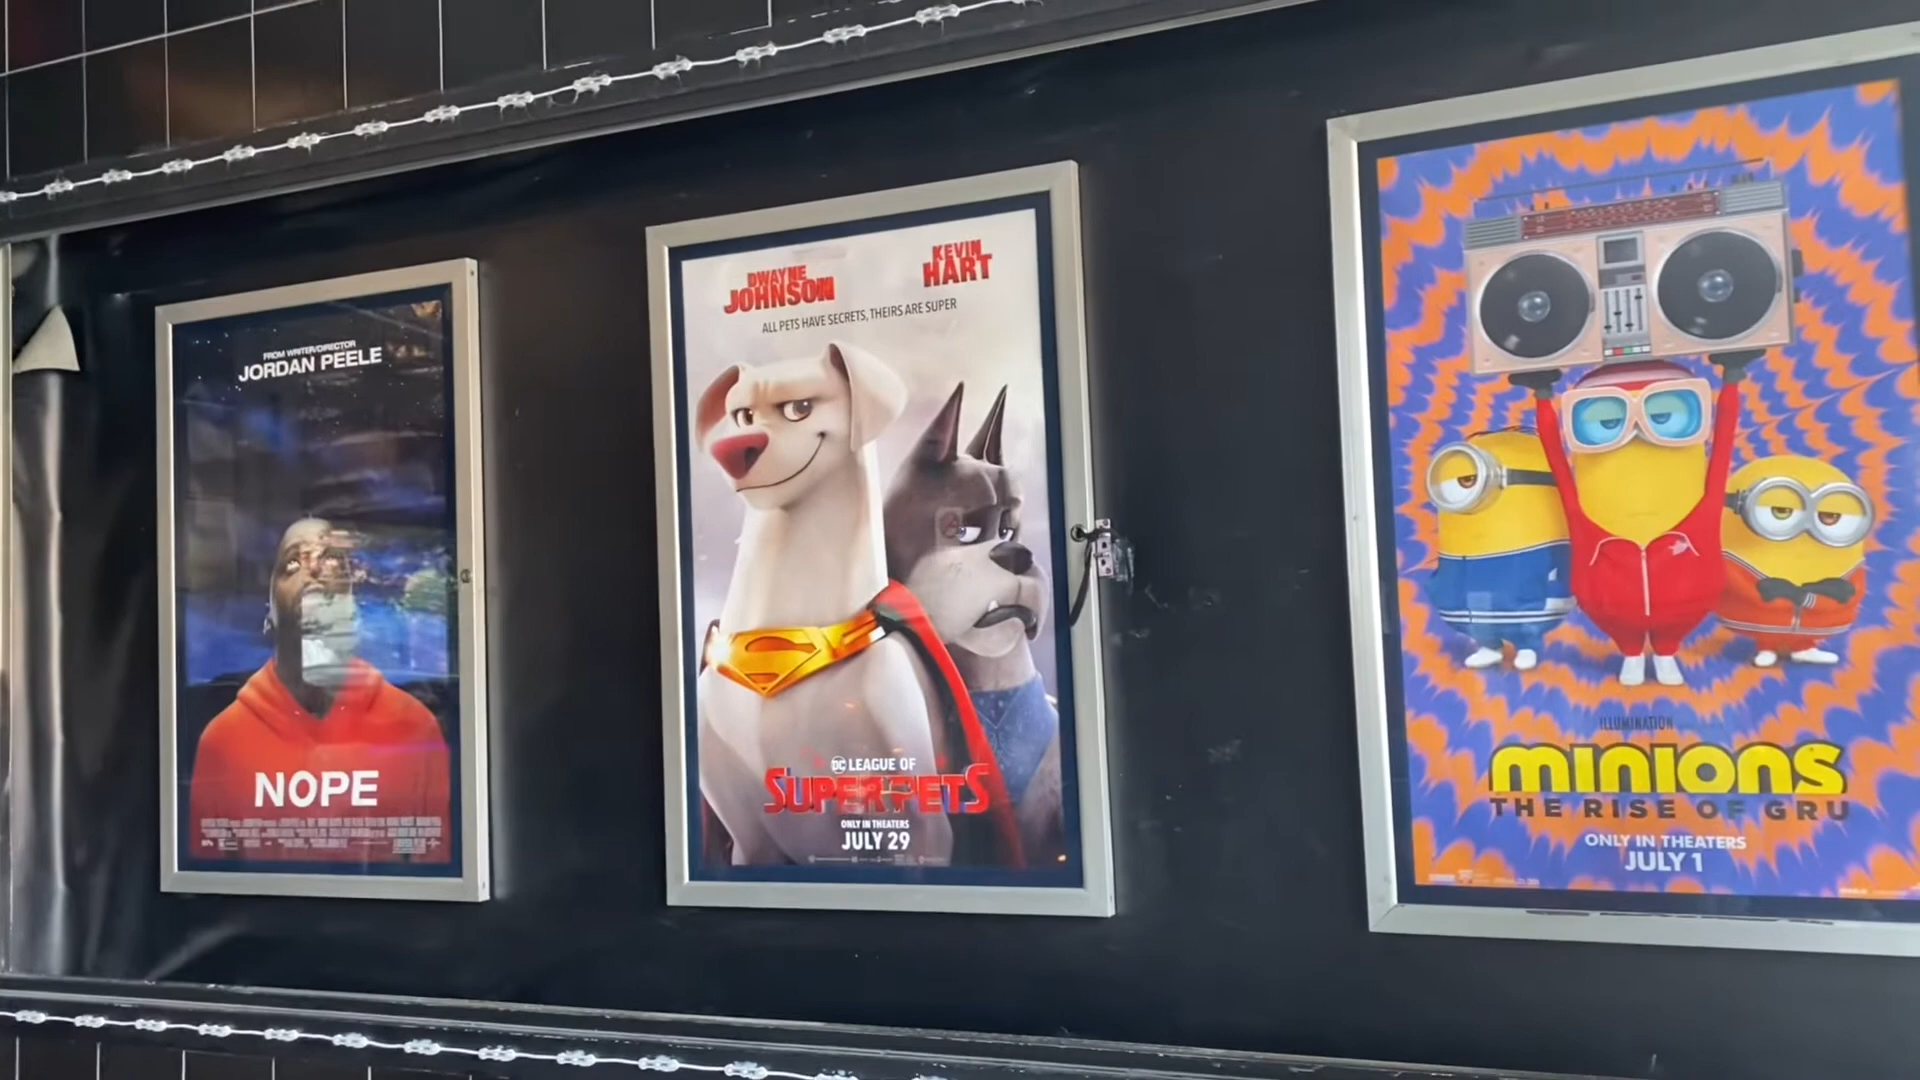 FROM WRITER/DIRECTOR
JORDAN PEELE
NOPE
DWAYNE
JOHNSON
KEVIN
HART
ALL PETS HAVE SECRETS, THEIRS ARE SUPER
DC LEAGUE OF
SUPER-PETS
ONLY IN THEATERS
JULY 29
ILLUMINATION
MINIONS
THE RISE OF GRU
ONLY IN THEATERS
JULY 1